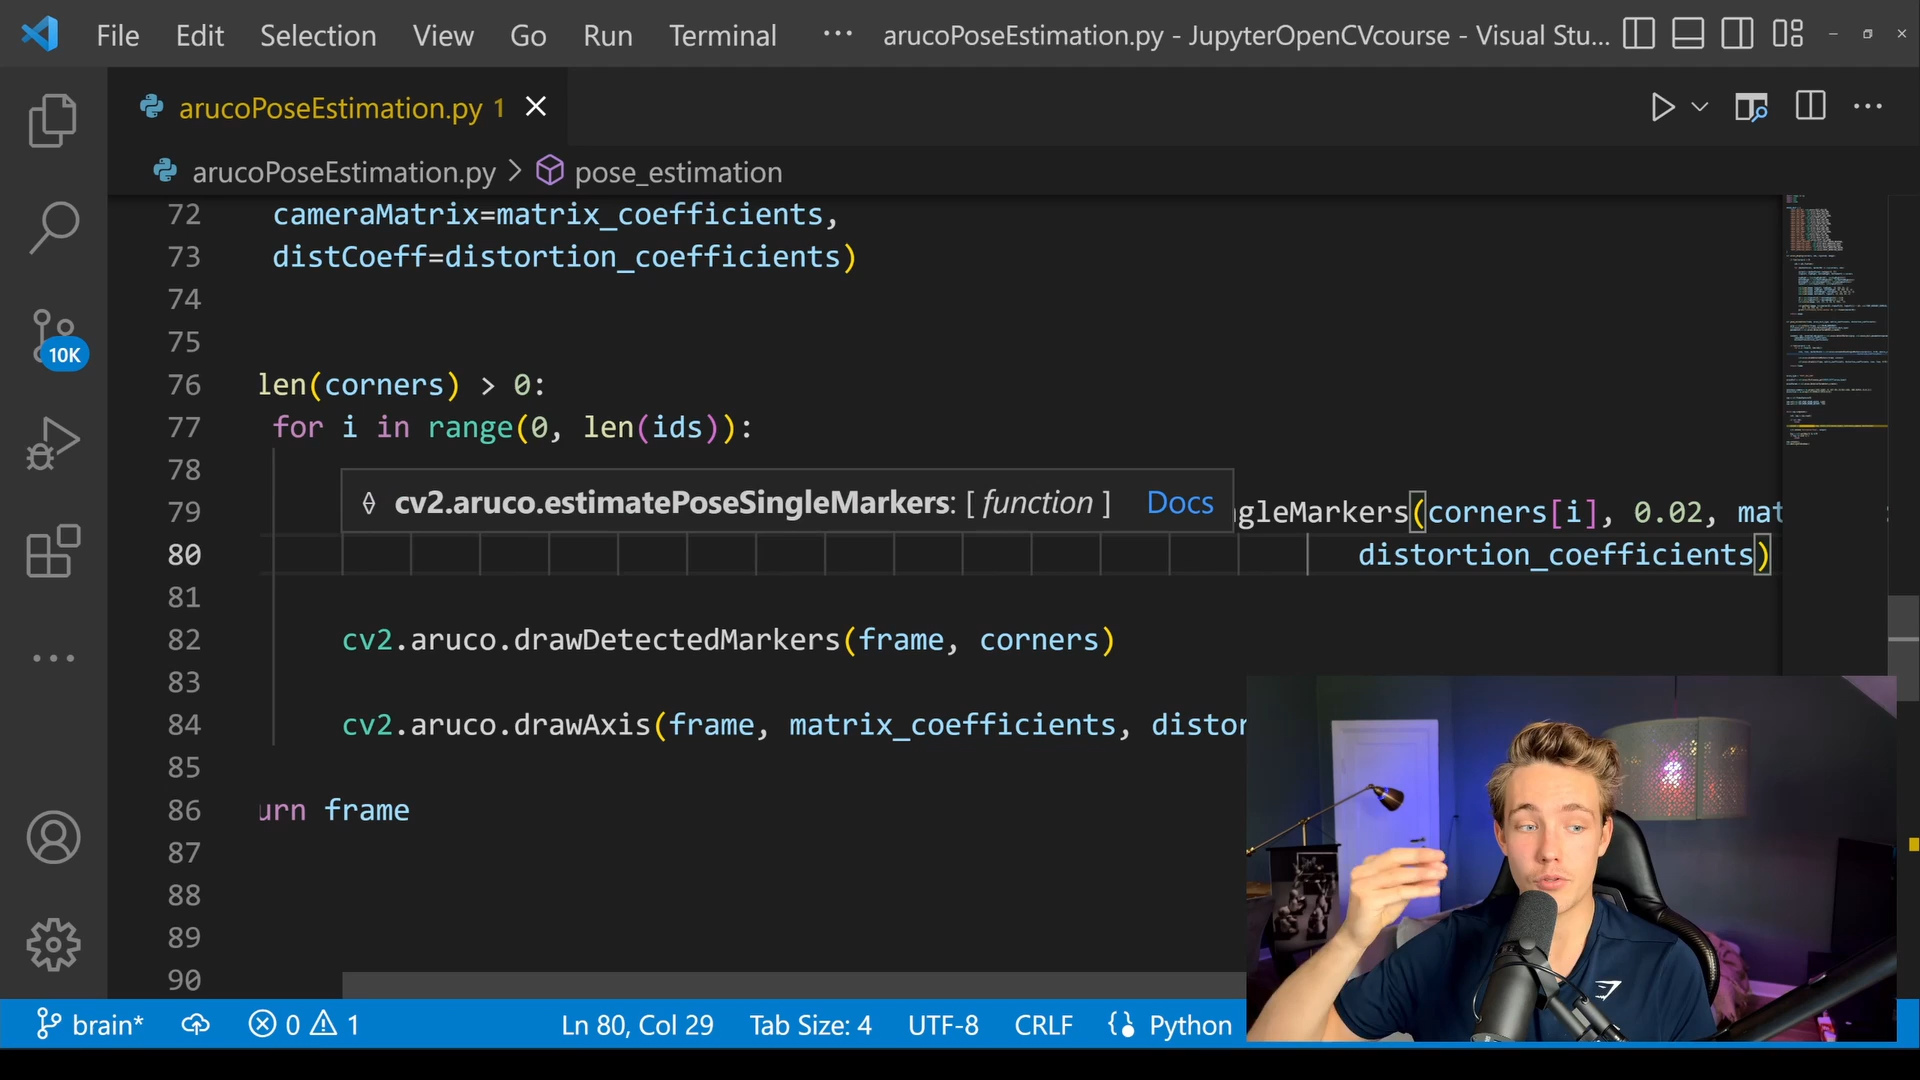 File Edit Selection View Go Run Terminal ··· arucoPoseEstimation.py - JupyterOpenCVcourse - Visual Stu...
arucoPoseEstimation.py 1
arucoPoseEstimation.py > pose_estimation
72 cameraMatrix=matrix_coefficients,
73 distCoeff=distortion_coefficients)
74
75
76 len(corners) > 0:
77 for i in range(0, len(ids)):
78
cv2.aruco.estimatePoseSingleMarkers: [ function ] Docs
79 gleMarkers(corners[i], 0.02, mat
80 distortion_coefficients)
81
82 cv2.aruco.drawDetectedMarkers(frame, corners)
83
84 cv2.aruco.drawAxis(frame, matrix_coefficients, distor
85
86 urn frame
87
88
89
90
10K
brain* 0 1 Ln 80, Col 29 Tab Size: 4 UTF-8 CRLF Python